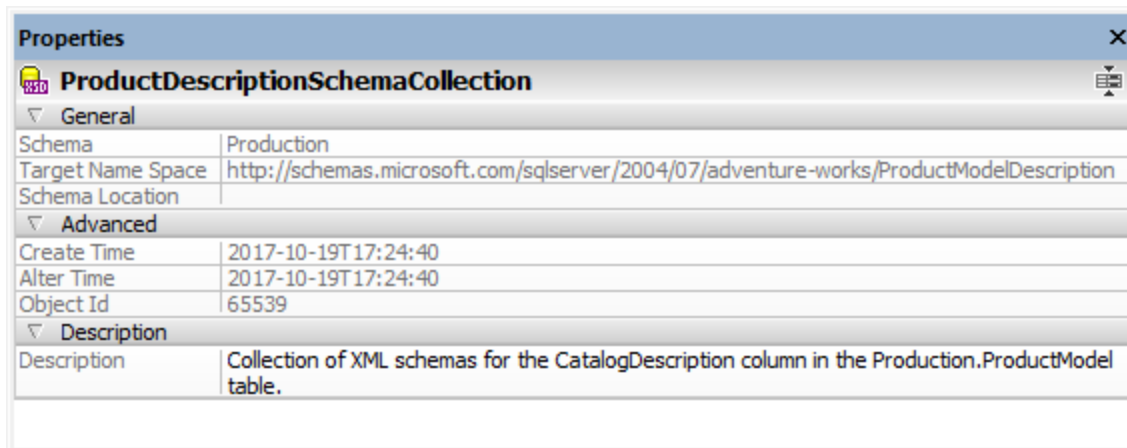 Properties
XSD ProductDescriptionSchemaCollection
General
Schema Production
Target Name Space http://schemas.microsoft.com/sqlserver/2004/07/adventure-works/ProductModelDescription
Schema Location
Advanced
Create Time 2017-10-19T17:24:40
Alter Time 2017-10-19T17:24:40
Object Id 65539
Description
Description Collection of XML schemas for the CatalogDescription column in the Production.ProductModel
table.